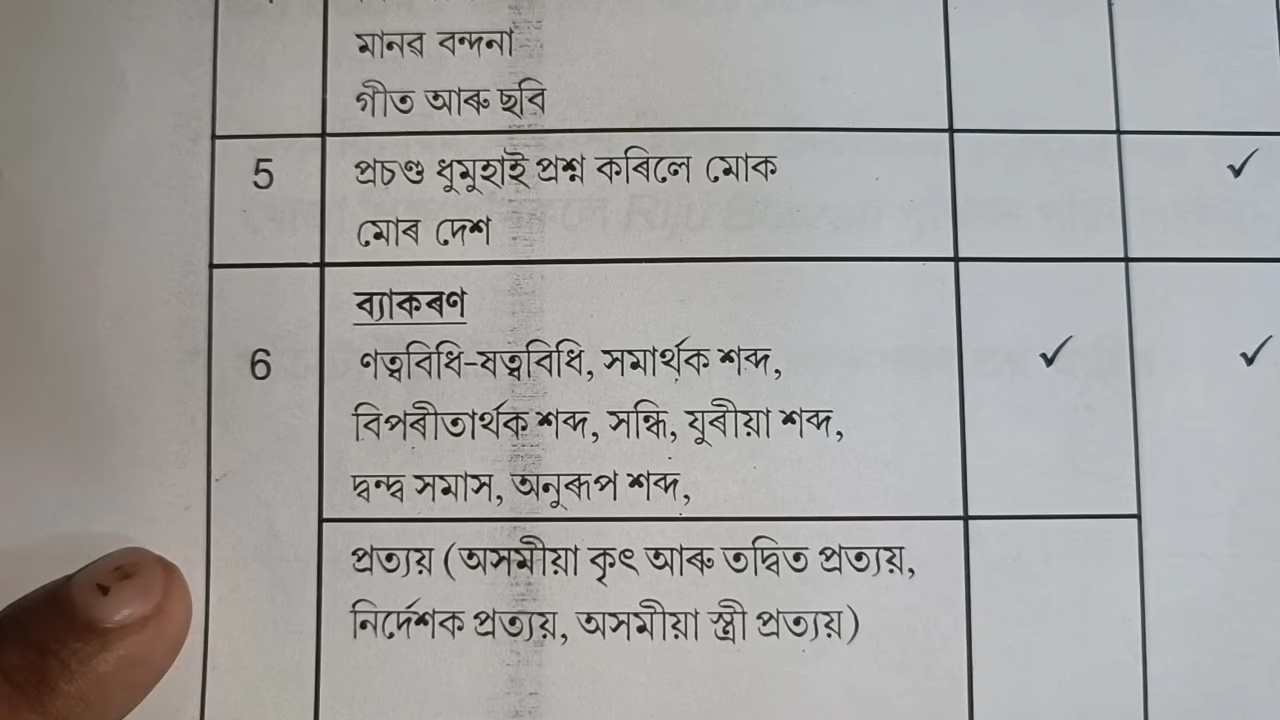 মানৱ বন্দনা
গীত আৰু ছবি
5 প্ৰচণ্ড ধুমুহাই প্ৰশ্ন কৰিলে মোক ✓
মোৰ দেশ
ব্যাকৰণ
6 ণত্ববিধি-ষত্ববিধি, সমাৰ্থক শব্দ, ✓ ✓
বিপৰীতাৰ্থক শব্দ, সন্ধি, যুৰীয়া শব্দ,
দ্বন্দ্ব সমাস, অনুৰূপ শব্দ,
প্ৰত্যয় (অসমীয়া কৃৎ আৰু তদ্বিত প্ৰত্যয়,
নিৰ্দেশক প্ৰত্যয়, অসমীয়া স্ত্ৰী প্ৰত্যয়)